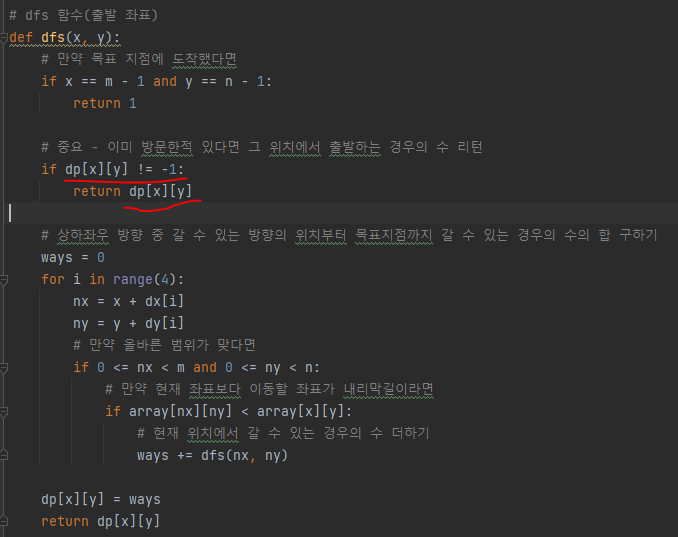 # dfs 함수(출발 좌표)
def dfs(x, y):
# 만약 목표 지점에 도착했다면
if x == m - 1 and y == n - 1:
return 1
# 중요 - 이미 방문한적 있다면 그 위치에서 출발하는 경우의 수 리턴
if dp[x][y] != -1:
return dp[x][y]
# 상하좌우 방향 중 갈 수 있는 방향의 위치부터 목표지점까지 갈 수 있는 경우의 수의 합 구하기
ways = 0
for i in range(4):
nx = x + dx[i]
ny = y + dy[i]
# 만약 올바른 범위가 맞다면
if 0 <= nx < m and 0 <= ny < n:
# 만약 현재 좌표보다 이동할 좌표가 내리막길이라면
if array[nx][ny] < array[x][y]:
# 현재 위치에서 갈 수 있는 경우의 수 더하기
ways += dfs(nx, ny)
dp[x][y] = ways
return dp[x][y]